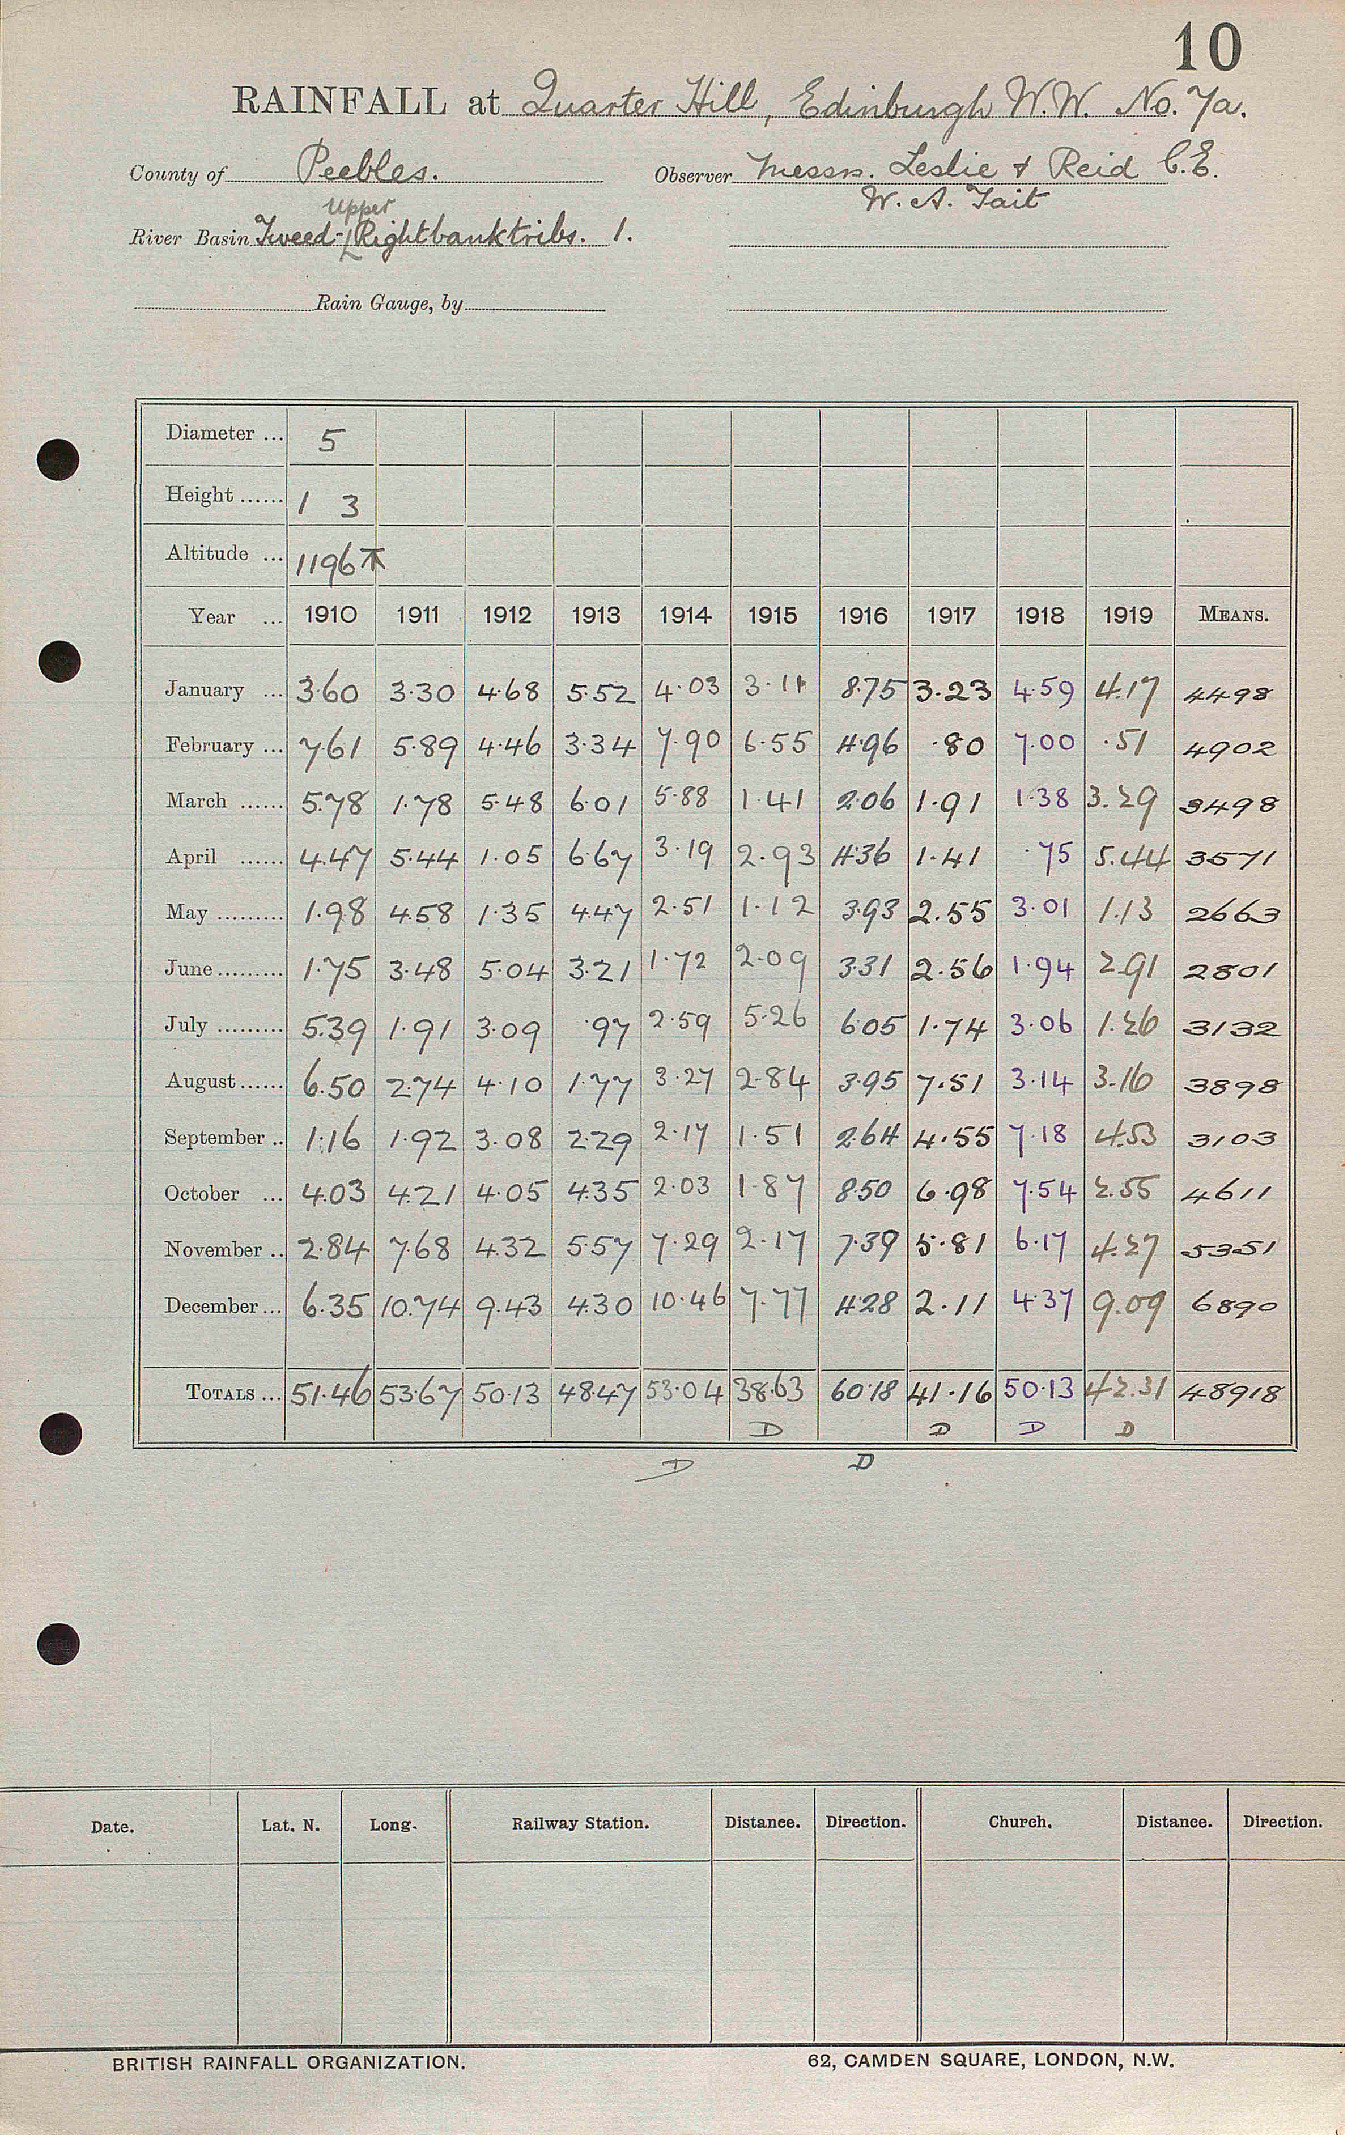 10
RAINFALL at Quarter Hill, Edinburgh W.W. No. 7a.
County of Peebles. Observer Messrs. Leslie & Reid C.E.
W. A. Tait
Upper
River Basin Tweed - Right bank tribs. 1.
Rain Gauge, by
Diameter ... 5
Height ...... 1 3
Altitude ... 1196
Year ... 1910 1911 1912 1913 1914 1915 1916 1917 1918 1919 MEANS.
January ... 3.60 3.30 4.68 5.52 4.03 3.11 8.75 3.23 4.59 4.17 4498
February ... 7.61 5.89 4.46 3.34 7.90 6.55 4.96 .80 7.00 .51 4902
March ...... 5.78 1.78 5.48 6.01 5.88 1.41 2.06 1.91 1.38 3.29 3498
April ...... 4.47 5.44 1.05 6.67 3.19 2.93 4.36 1.41 .75 5.44 3571
May ......... 1.98 4.58 1.35 4.47 2.51 1.12 3.93 2.55 3.01 1.13 2663
June ......... 1.75 3.48 5.04 3.21 1.72 2.09 3.31 2.56 1.94 2.91 2801
July ......... 5.39 1.91 3.09 .97 2.59 5.26 6.05 1.74 3.06 1.26 3132
August ...... 6.50 2.74 4.10 1.77 3.27 2.84 3.95 7.51 3.14 3.16 3898
September .. 1.16 1.92 3.08 2.29 2.17 1.51 2.64 4.55 7.18 4.53 3103
October ... 4.03 4.21 4.05 4.35 2.03 1.87 8.50 6.98 7.54 2.55 4611
November .. 2.84 7.68 4.32 5.57 7.29 2.17 7.39 5.81 6.17 4.27 5351
December ... 6.35 10.74 9.43 4.30 10.46 7.77 4.28 2.11 4.37 9.09 6890
TOTALS ... 51.46 53.67 50.13 48.47 53.04 38.63 60.18 41.16 50.13 42.31 48918
D D D D
D D
Date. Lat. N. Long. Railway Station. Distance. Direction. Church. Distance. Direction.
BRITISH RAINFALL ORGANIZATION. 62, CAMDEN SQUARE, LONDON, N.W.